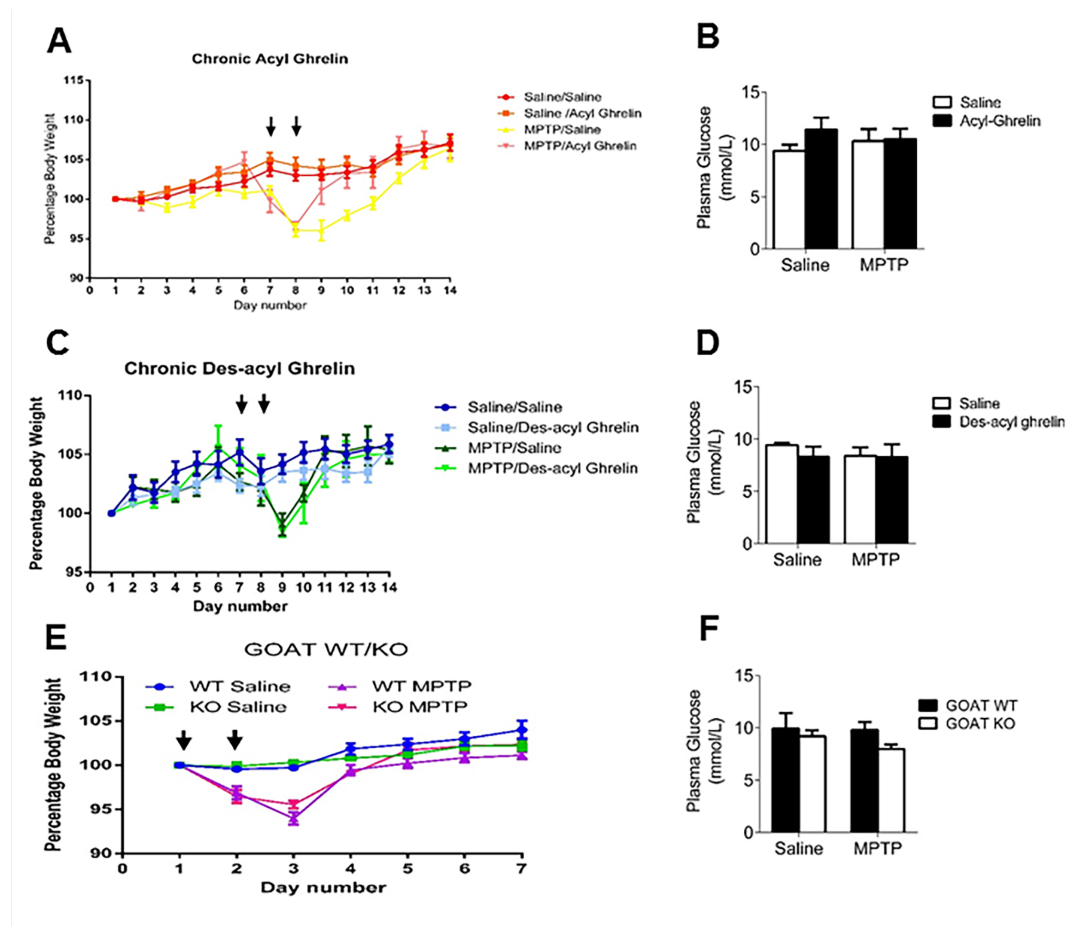 A
Chronic Acyl Ghrelin
115
110
105
100
95
90
Percentage Body Weight
0 1 2 3 4 5 6 7 8 9 10 11 12 13 14
Day number
Saline/Saline
Saline /Acyl Ghrelin
MPTP/Saline
MPTP/Acyl Ghrelin
B
15
10
5
0
Plasma Glucose
(mmol/L)
Saline MPTP
Saline
Acyl-Ghrelin
C
Chronic Des-acyl Ghrelin
110
105
100
95
Percentage Body Weight
0 1 2 3 4 5 6 7 8 9 10 11 12 13 14
Day number
Saline/Saline
Saline/Des-acyl Ghrelin
MPTP/Saline
MPTP/Des-acyl Ghrelin
D
15
10
5
0
Plasma Glucose
(mmol/L)
Saline MPTP
Saline
Des-acyl ghrelin
E
GOAT WT/KO
110
105
100
95
90
Percentage Body Weight
WT Saline WT MPTP
KO Saline KO MPTP
0 1 2 3 4 5 6 7
Day number
F
15
10
5
0
Plasma Glucose
(mmol/L)
Saline MPTP
GOAT WT
GOAT KO